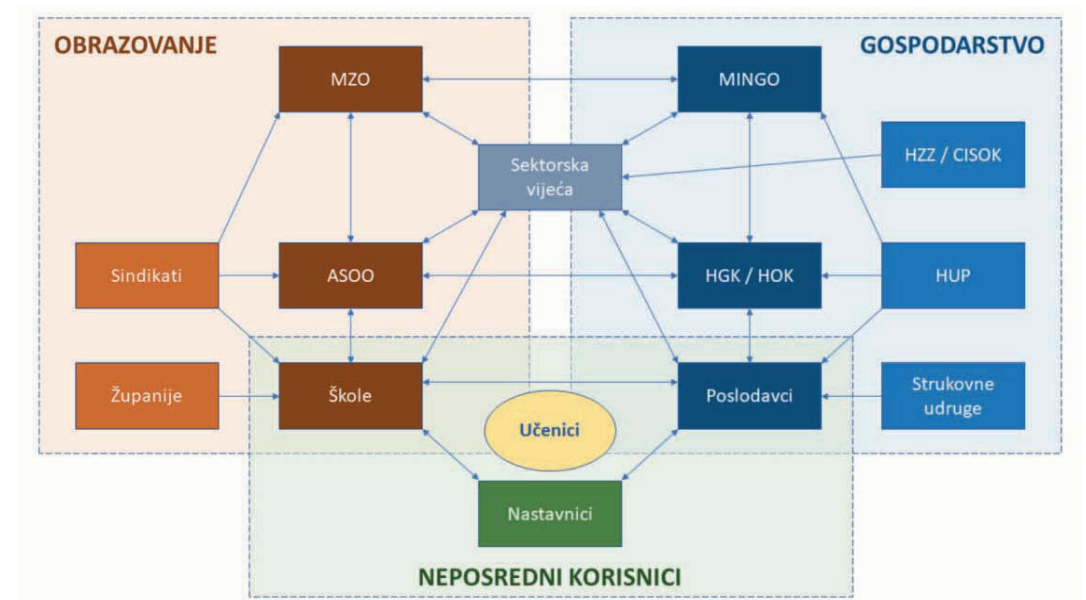 OBRAZOVANJE
GOSPODARSTVO
MZO
MINGO
HZZ / CISOK
Sektorska
vijeća
Sindikati
ASOO
HGK / HOK
HUP
Županije
Škole
Učenici
Poslodavci
Strukovne
udruge
Nastavnici
NEPOSREDNI KORISNICI